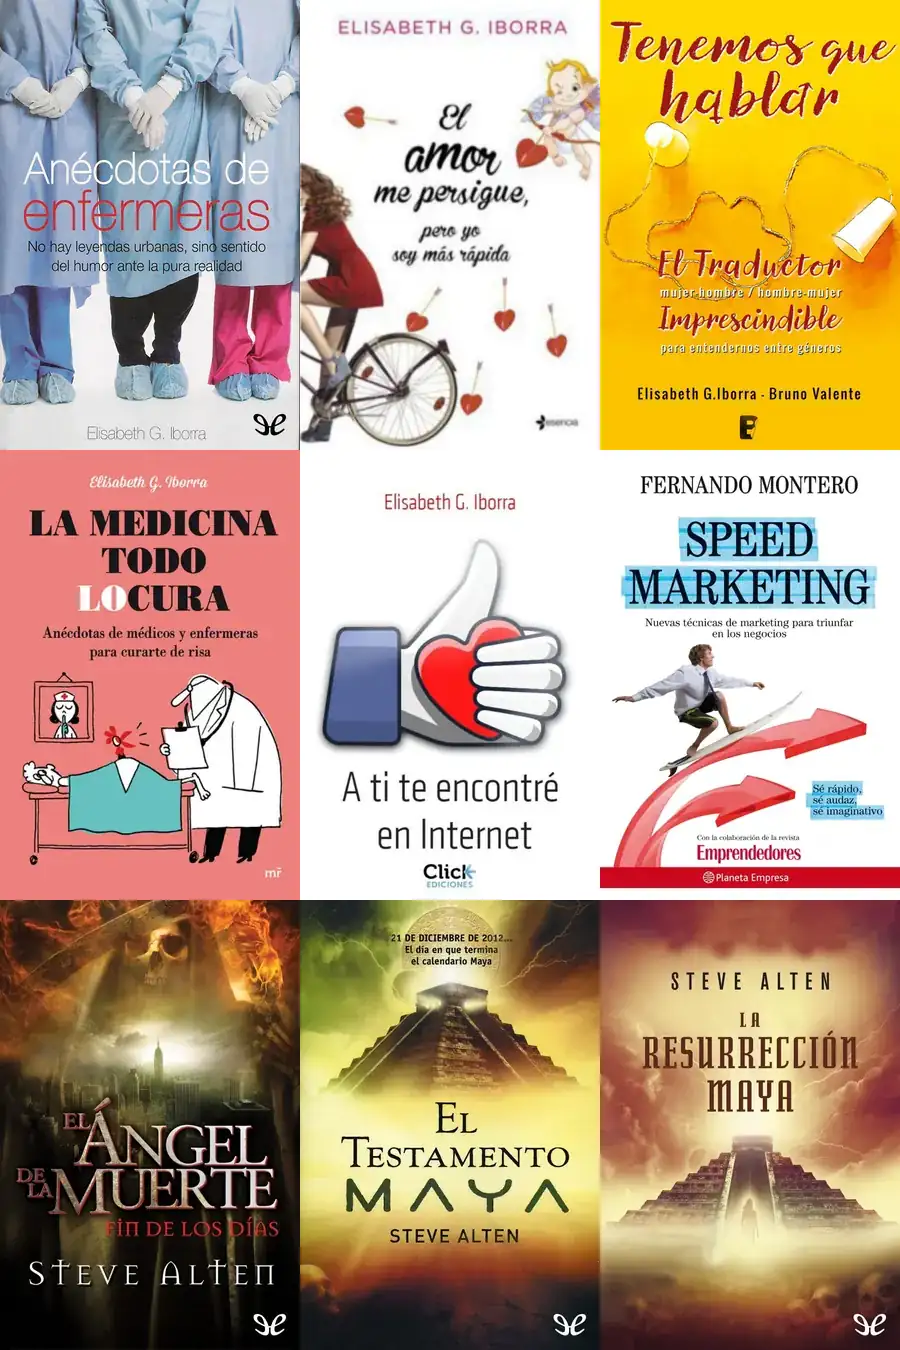 Anécdotas de
enfermeras
No hay leyendas urbanas, sino sentido
del humor ante la pura realidad
Elisabeth G. Iborra
ELISABETH G. IBORRA
El
amor
me persigue,
pero yo
soy más rápida
esencia
Tenemos que
hablar
El Traductor
mujer-hombre / hombre-mujer
Imprescindible
para entendernos entre géneros
Elisabeth G.Iborra - Bruno Valente
B
Elisabeth G. Iborra
LA MEDICINA
TODO
LOCURA
Anécdotas de médicos y enfermeras
para curarte de risa
mr
Elisabeth G. Iborra
A ti te encontré
en Internet
Click
EDICIONES
FERNANDO MONTERO
SPEED
MARKETING
Nuevas técnicas de marketing para triunfar
en los negocios
Sé rápido,
sé audaz,
sé imaginativo
Con la colaboración de la revista
Emprendedores
Planeta Empresa
EL ÁNGEL
DE LA MUERTE
FIN DE LOS DÍAS
STEVE ALTEN
21 DE DICIEMBRE DE 2012...
El día en que termina
el calendario Maya
EL
TESTAMENTO
MAYA
STEVE ALTEN
STEVE ALTEN
LA
RESURRECCIÓN
MAYA